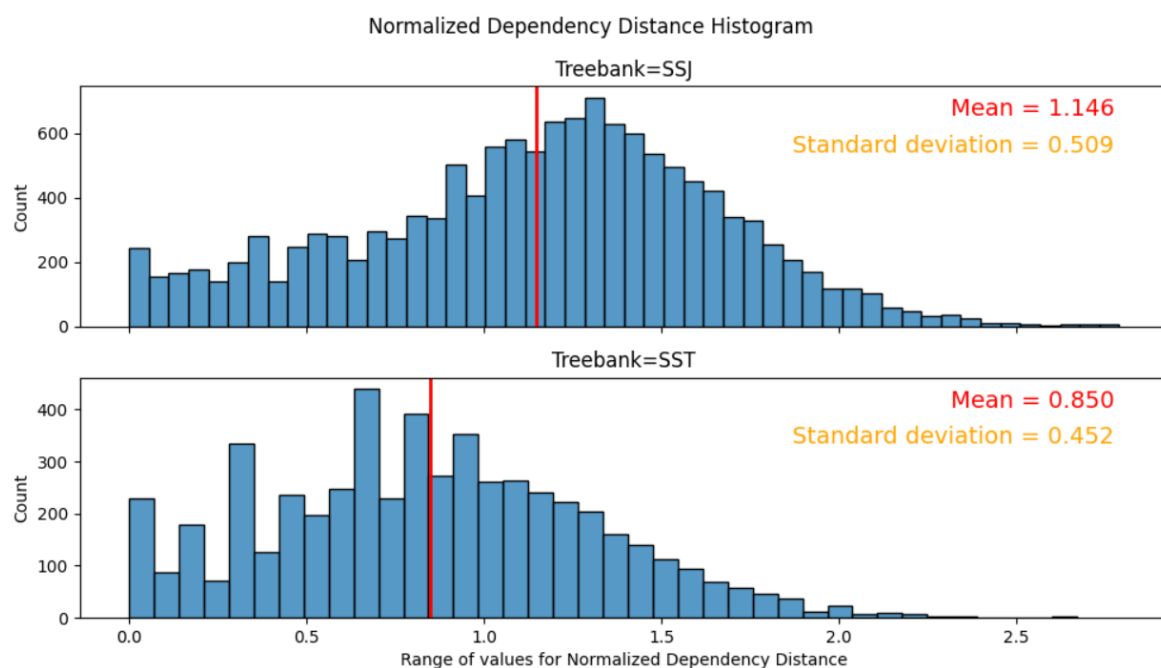 Normalized Dependency Distance Histogram
Treebank=SSJ
Mean = 1.146
Standard deviation = 0.509
600
400
200
0
Count
Treebank=SST
Mean = 0.850
Standard deviation = 0.452
400
300
200
100
0
Count
0.0 0.5 1.0 1.5 2.0 2.5
Range of values for Normalized Dependency Distance